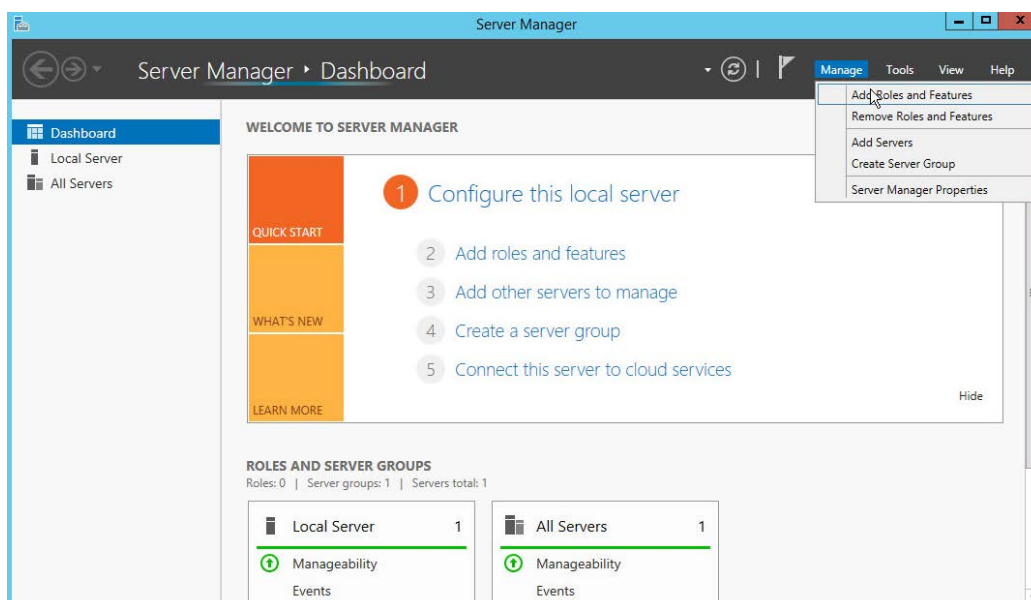 Server Manager
Server Manager • Dashboard
Manage Tools View Help
Add Roles and Features
Remove Roles and Features
Add Servers
Create Server Group
Server Manager Properties
Dashboard
Local Server
All Servers
WELCOME TO SERVER MANAGER
QUICK START
WHAT'S NEW
LEARN MORE
1 Configure this local server
2 Add roles and features
3 Add other servers to manage
4 Create a server group
5 Connect this server to cloud services
Hide
ROLES AND SERVER GROUPS
Roles: 0 | Server groups: 1 | Servers total: 1
Local Server 1
Manageability
Events
All Servers 1
Manageability
Events